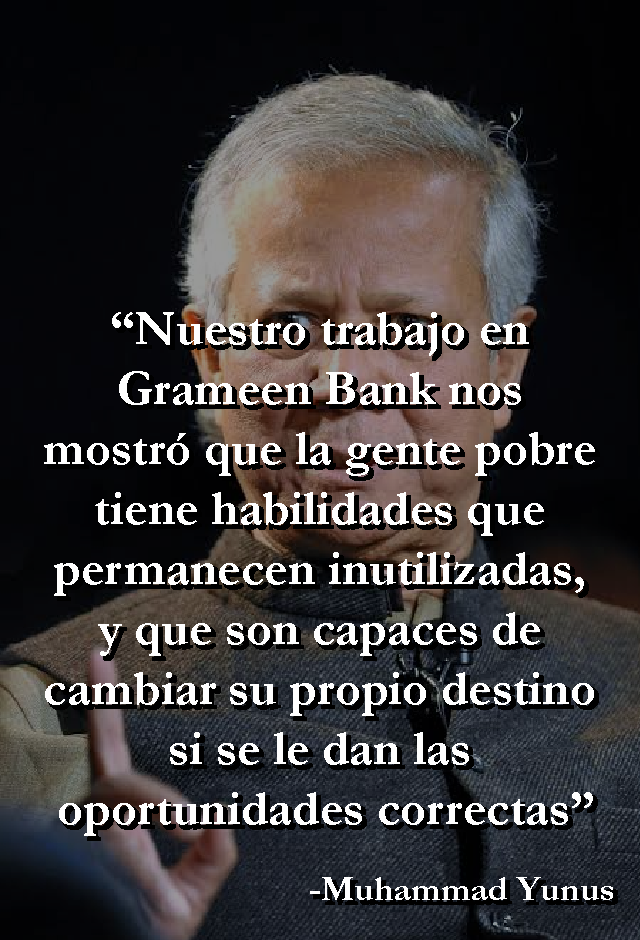 “Nuestro trabajo en
Grameen Bank nos
mostró que la gente pobre
tiene habilidades que
permanecen inutilizadas,
y que son capaces de
cambiar su propio destino
si se le dan las
oportunidades correctas”
-Muhammad Yunus